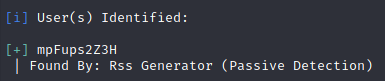 [i] User(s) Identified:
[+] mpFups2Z3H
| Found By: Rss Generator (Passive Detection)